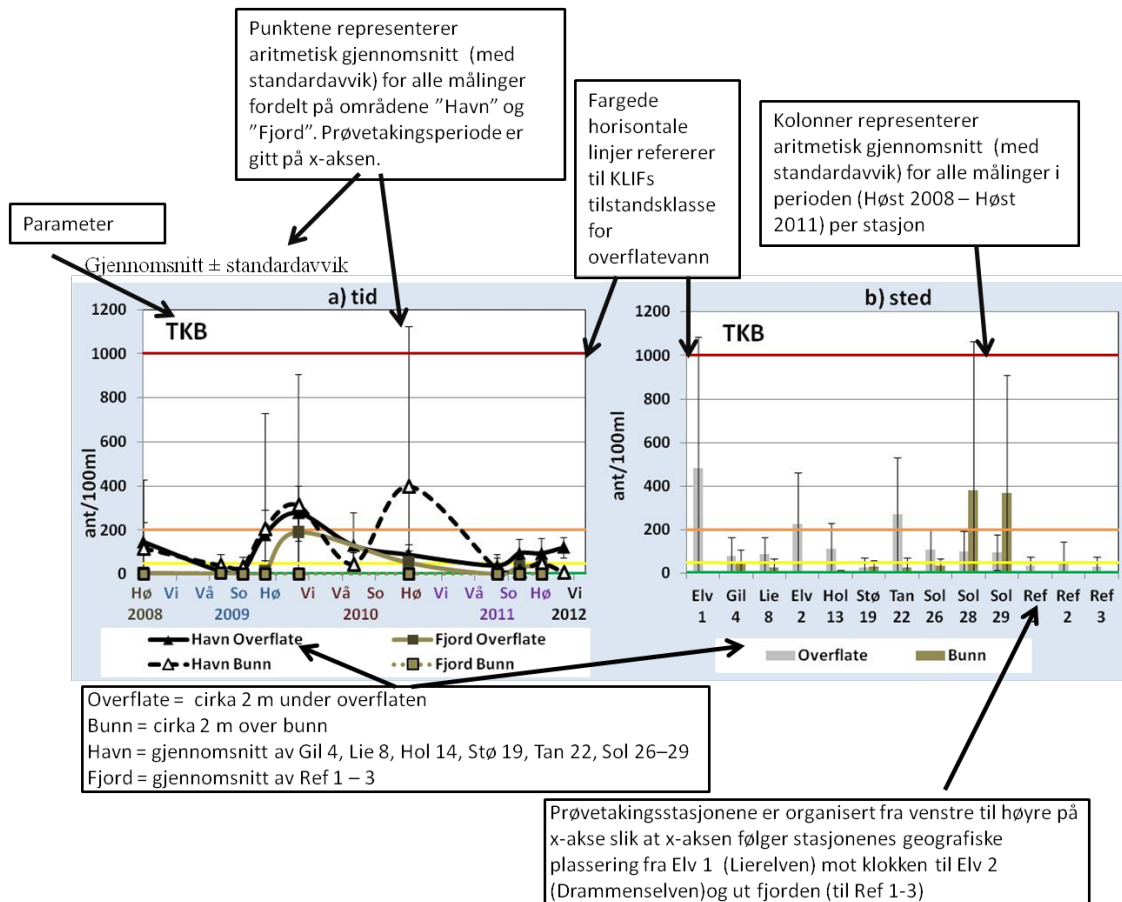 Punktene representerer
aritmetisk gjennomsnitt (med
standardavvik) for alle målinger
fordelt på områdene ”Havn” og
”Fjord”. Prøvetakingsperiode er
gitt på x-aksen.
Fargede
horisontale
linjer refererer
til KLIFs
tilstandsklasse
for
overflatevann
Kolonner representerer
aritmetisk gjennomsnitt (med
standardavvik) for alle målinger i
perioden (Høst 2008 – Høst
2011) per stasjon
Parameter
Gjennomsnitt ± standardavvik
a) tid
TKB
ant/100ml
1200
1000
800
600
400
200
0
Hø Vi Vå So Hø Vi Vå So Hø Vi Vå So Hø Vi
2008 2009 2010 2011 2012
Havn Overflate Fjord Overflate
Havn Bunn Fjord Bunn
b) sted
TKB
ant/100ml
1200
1000
800
600
400
200
0
Elv Gil Lie Elv Hol Stø Tan Sol Sol Sol Ref Ref Ref
1 4 8 2 13 19 22 26 28 29 2 3
Overflate Bunn
Overflate = cirka 2 m under overflaten
Bunn = cirka 2 m over bunn
Havn = gjennomsnitt av Gil 4, Lie 8, Hol 14, Stø 19, Tan 22, Sol 26–29
Fjord = gjennomsnitt av Ref 1 – 3
Prøvetakingsstasjonene er organisert fra venstre til høyre på
x-akse slik at x-aksen følger stasjonenes geografiske
plassering fra Elv 1 (Lierelven) mot klokken til Elv 2
(Drammenselven)og ut fjorden (til Ref 1-3)